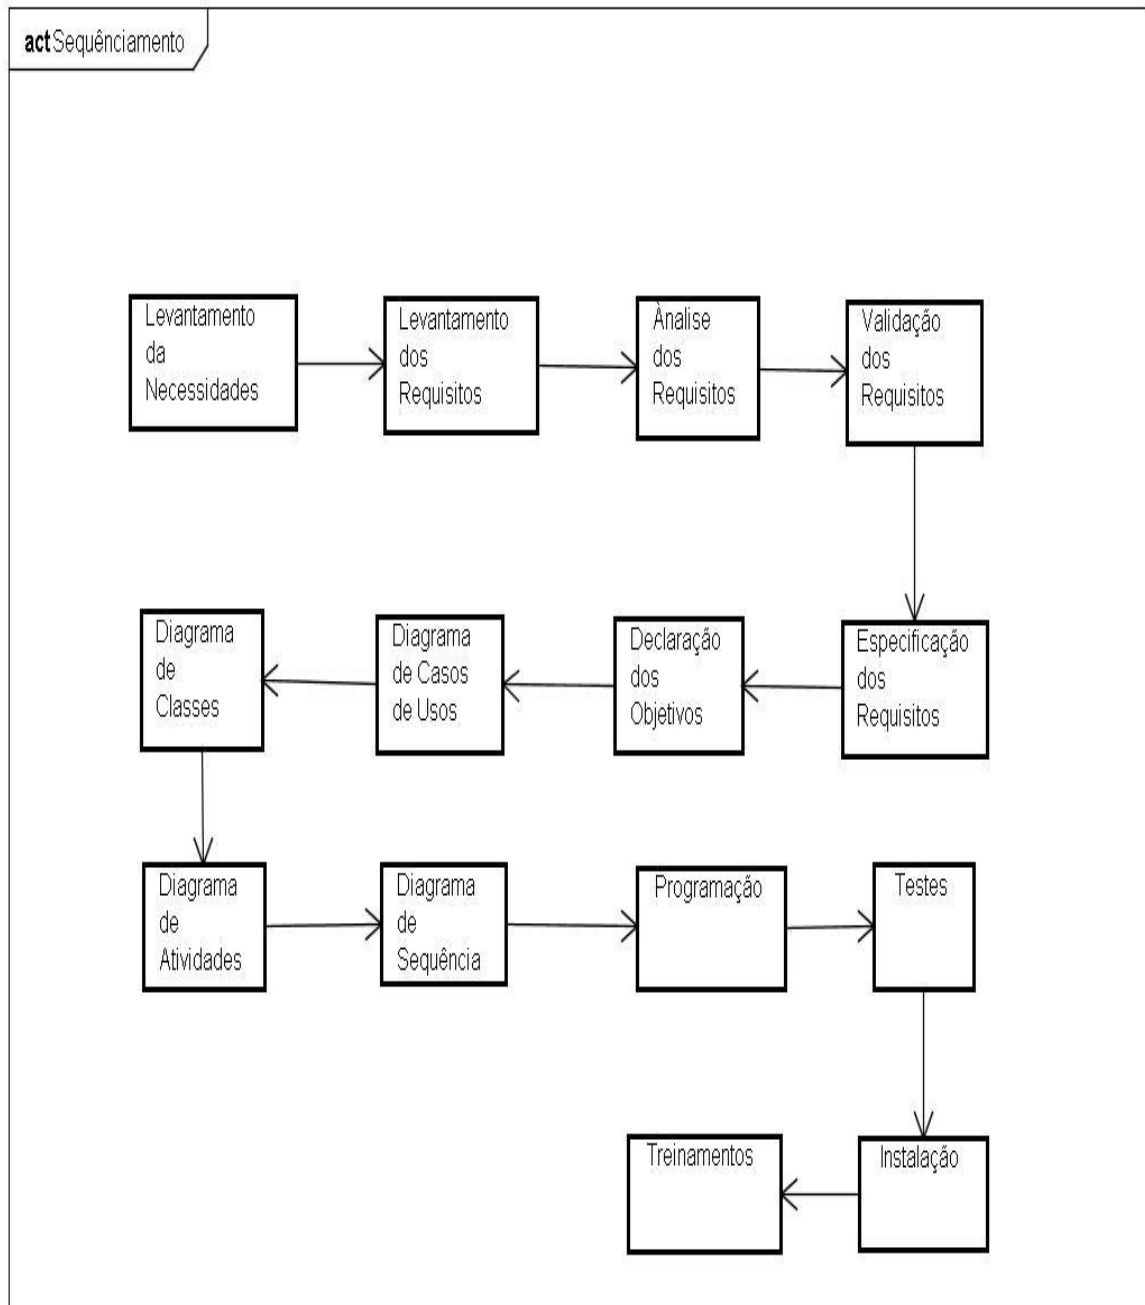 act Sequênciamento
Levantamento
da
Necessidades
Levantamento
dos
Requisitos
Ànalise
dos
Requisitos
Validação
dos
Requisitos
Especificação
dos
Requisitos
Declaração
dos
Objetivos
Diagrama
de Casos
de Usos
Diagrama
de
Classes
Diagrama
de
Atividades
Diagrama
de
Sequência
Programação
Testes
Instalação
Treinamentos